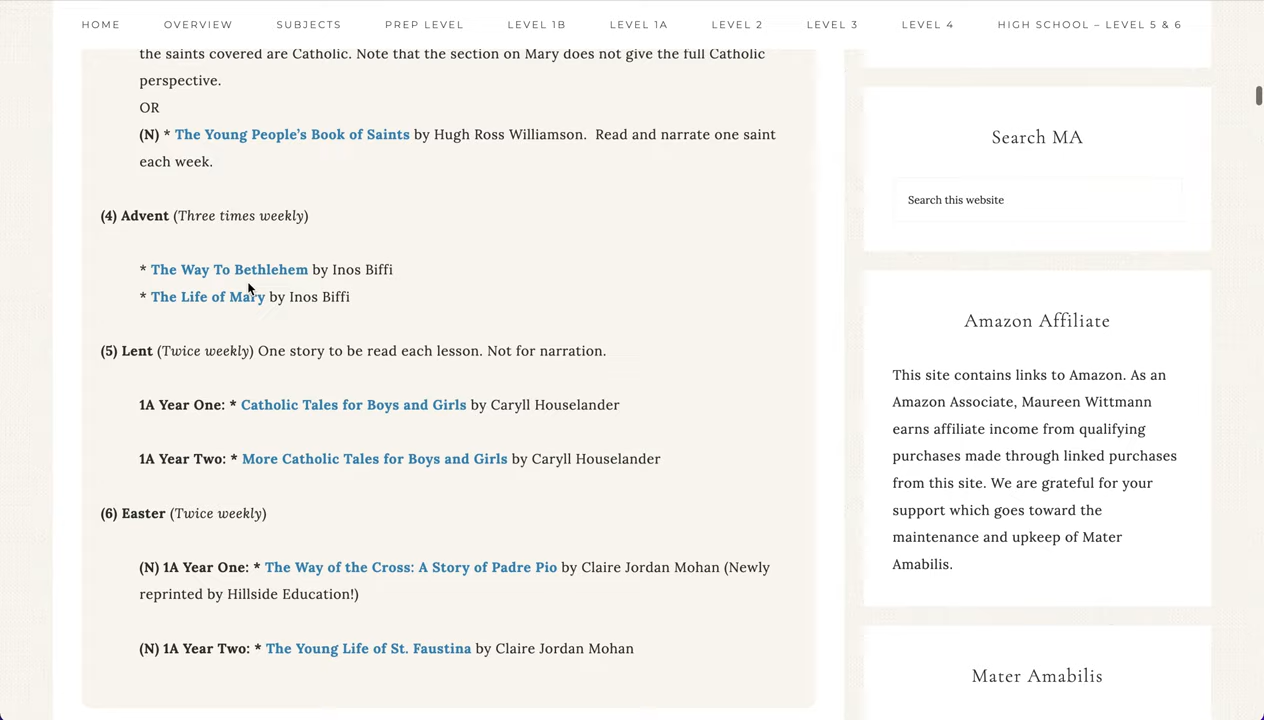 HOME OVERVIEW SUBJECTS PREP LEVEL LEVEL 1B LEVEL 1A LEVEL 2 LEVEL 3 LEVEL 4 HIGH SCHOOL – LEVEL 5 & 6
the saints covered are Catholic. Note that the section on Mary does not give the full Catholic
perspective.
OR
(N) * The Young People’s Book of Saints by Hugh Ross Williamson.  Read and narrate one saint
each week.
(4) Advent (Three times weekly)
* The Way To Bethlehem by Inos Biffi
* The Life of Mary by Inos Biffi
(5) Lent (Twice weekly) One story to be read each lesson. Not for narration.
1A Year One: * Catholic Tales for Boys and Girls by Caryll Houselander
1A Year Two: * More Catholic Tales for Boys and Girls by Caryll Houselander
(6) Easter (Twice weekly)
(N) 1A Year One: * The Way of the Cross: A Story of Padre Pio by Claire Jordan Mohan (Newly
reprinted by Hillside Education!)
(N) 1A Year Two: * The Young Life of St. Faustina by Claire Jordan Mohan
Search MA
Search this website
Amazon Affiliate
This site contains links to Amazon. As an
Amazon Associate, Maureen Wittmann
earns affiliate income from qualifying
purchases made through linked purchases
from this site. We are grateful for your
support which goes toward the
maintenance and upkeep of Mater
Amabilis.
Mater Amabilis